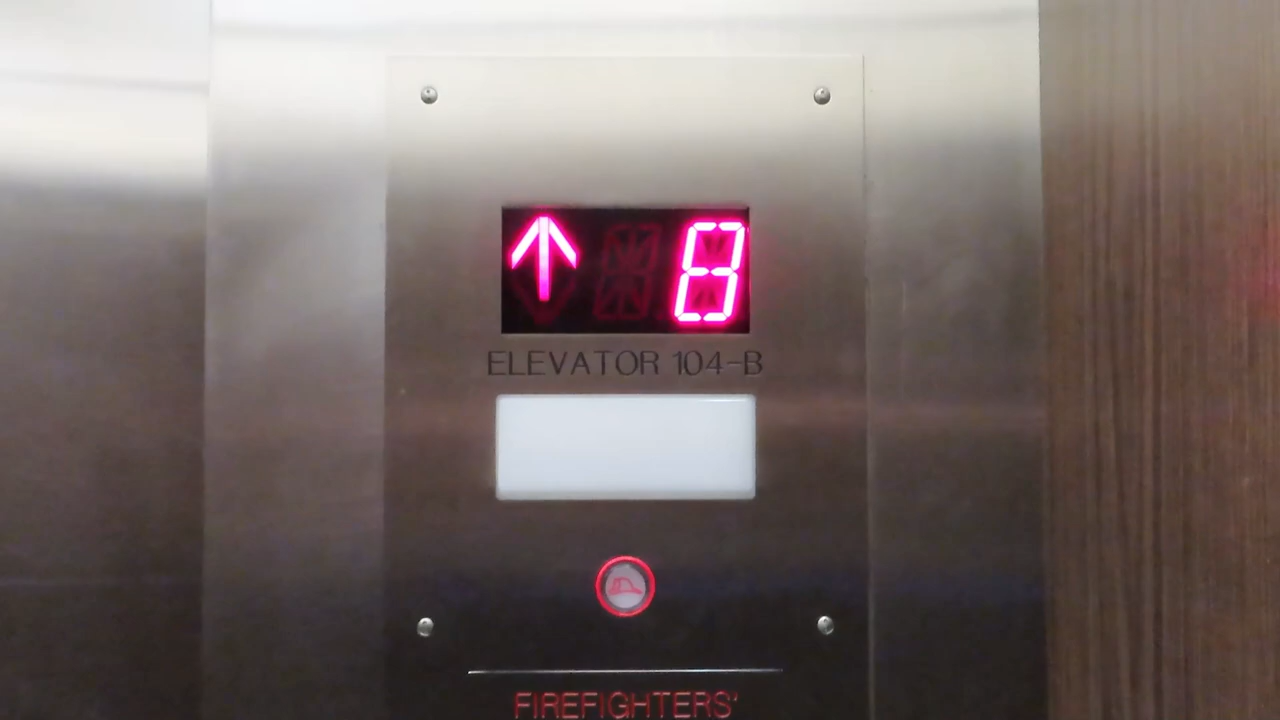 ↑ 8
ELEVATOR 104-B
FIREFIGHTERS'